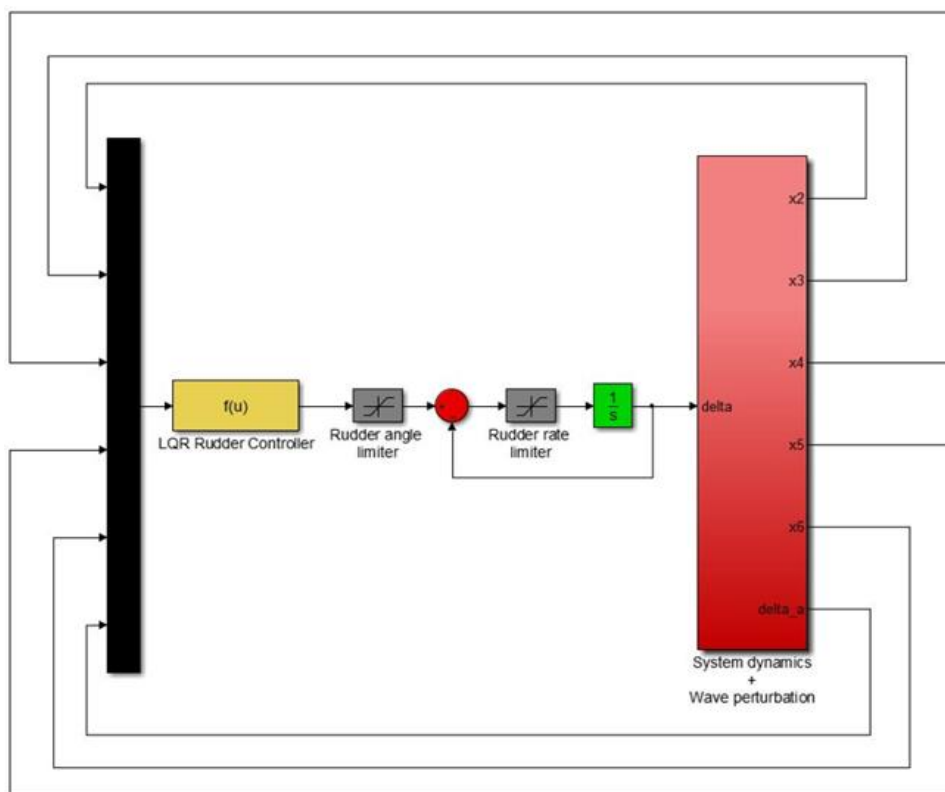 x2
x3
x4
f(u)
LQR Rudder Controller
Rudder angle
limiter
Rudder rate
limiter
1
s
delta
x5
x6
delta_a
System dynamics
+
Wave perturbation